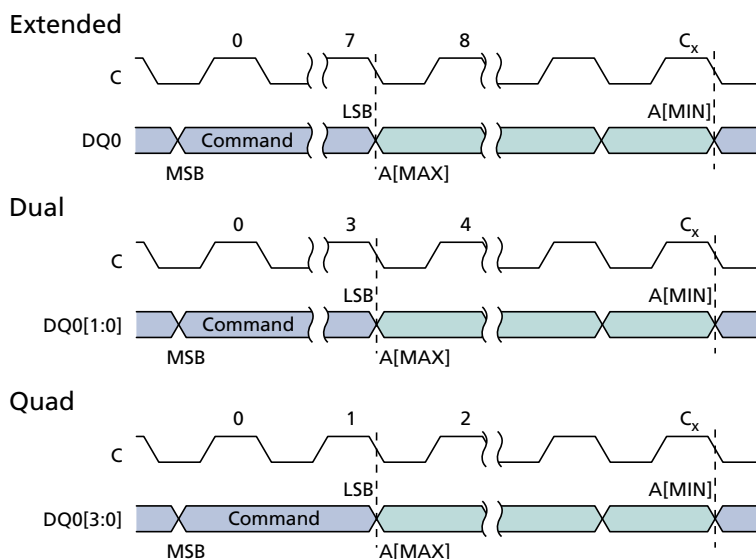 Extended
0 7 8 Cx
C
LSB A[MIN]
DQ0 Command
MSB A[MAX]
Dual
0 3 4 Cx
C
LSB A[MIN]
DQ0[1:0] Command
MSB A[MAX]
Quad
0 1 2 Cx
C
LSB A[MIN]
DQ0[3:0] Command
MSB A[MAX]